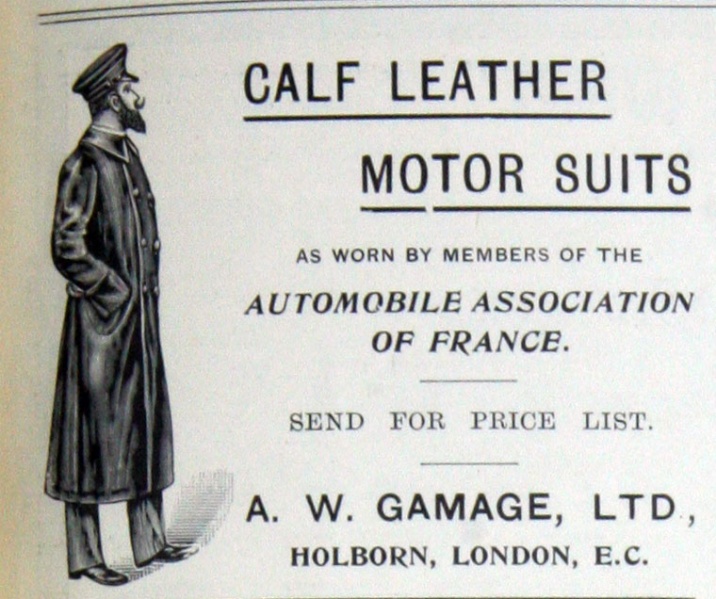 CALF LEATHER
MOTOR SUITS
AS WORN BY MEMBERS OF THE
AUTOMOBILE ASSOCIATION
OF FRANCE.
SEND FOR PRICE LIST.
A. W. GAMAGE, LTD.,
HOLBORN, LONDON, E.C.